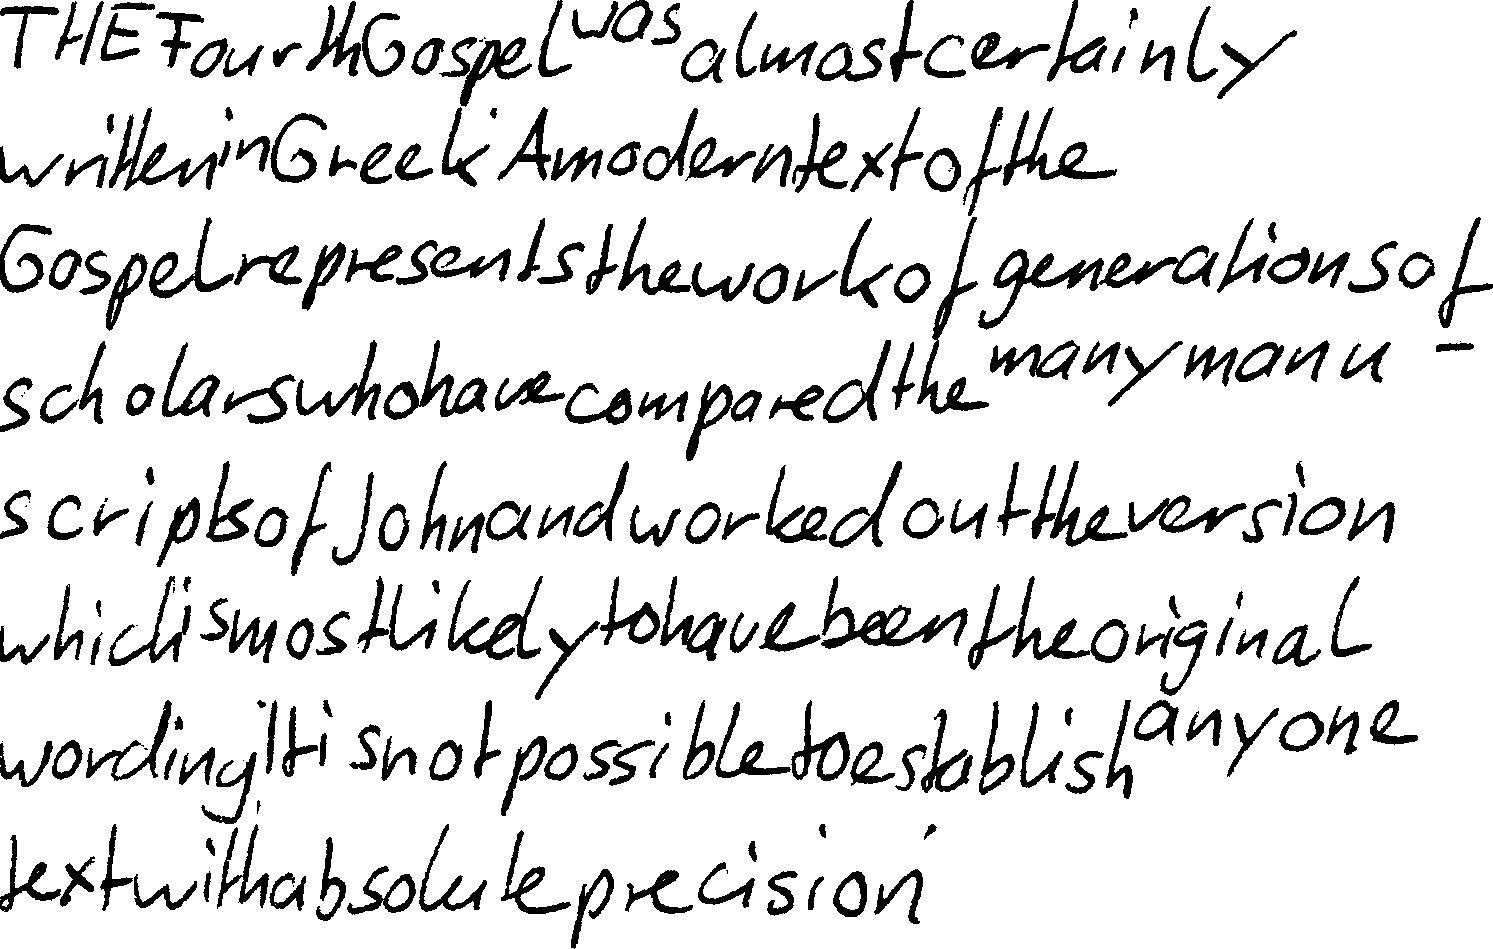 THE Fourth Gospel was almost certainly
written in Greek. A modern text of the
Gospel represents the work of generations of
scholars who have compared the many manu-
scripts of John and worked out the version
which is most likely to have been the original
wording. It is not possible to establish any one
text with absolute precision.